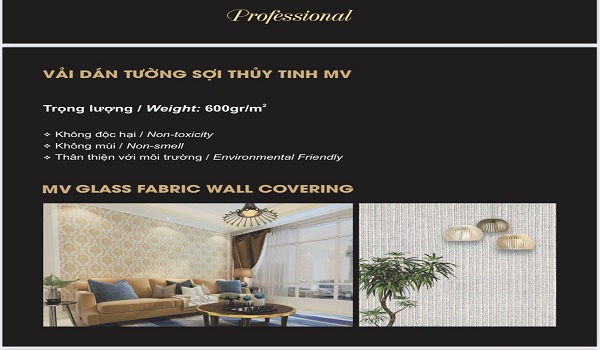 Professional
VẢI DÁN TƯỜNG SỢI THỦY TINH MV
Trọng lượng / Weight: 600gr/m²
❖ Không độc hại / Non-toxicity
❖ Không mùi / Non-smell
❖ Thân thiện với môi trường / Environmental Friendly
MV GLASS FABRIC WALL COVERING